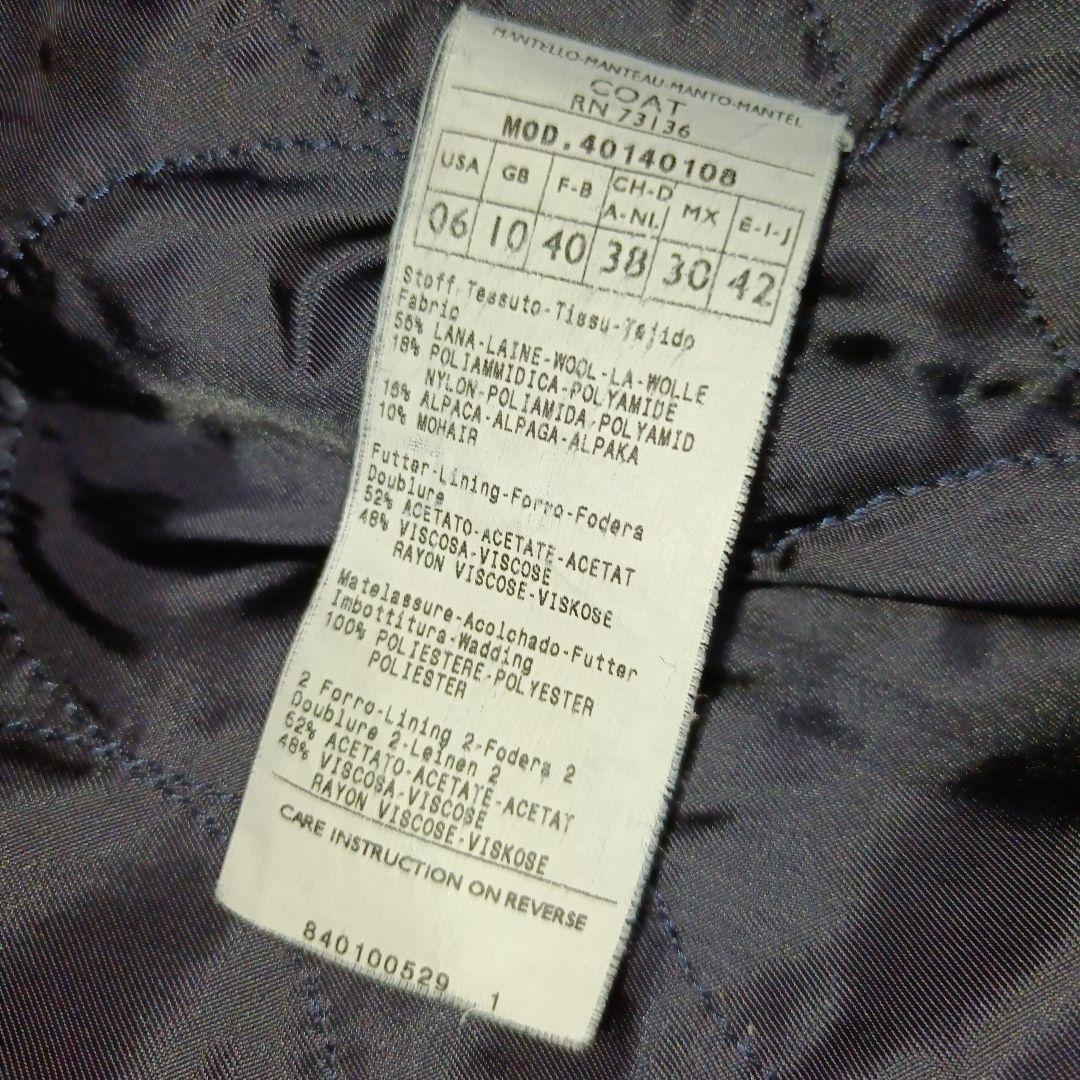 MANTELLO-MANTEAU-MANTO-MANTEL
COAT
RN 73136
MOD.40140108
USA GB F-B CH-D A-NL MX E-I-J
06 10 40 38 30 42
Stoff Tessuto-Tissu-Tejido
Fabric
56% LANA-LAINE-WOOL-LA-WOLLE
18% POLIAMMIDICA-POLYAMIDE
NYLON-POLIAMIDA,POLYAMID
16% ALPACA-ALPAGA-ALPAKA
10% MOHAIR
Futter-Lining-Forro-Fodera
Doublure
52% ACETATO-ACETATE-ACETAT
48% VISCOSA-VISCOSE
RAYON VISCOSE-VISKOSE
Matelassure-Acolchado-Futter
Imbottitura-Wadding
100% POLIESTERE-POLYESTER
POLIESTER
2 Forro-Lining 2-Fodera 2
Doublure 2-Leinen 2
52% ACETATO-ACETATE-ACETAT
48% VISCOSA-VISCOSE
RAYON VISCOSE-VISKOSE
CARE INSTRUCTION ON REVERSE
840100529 1